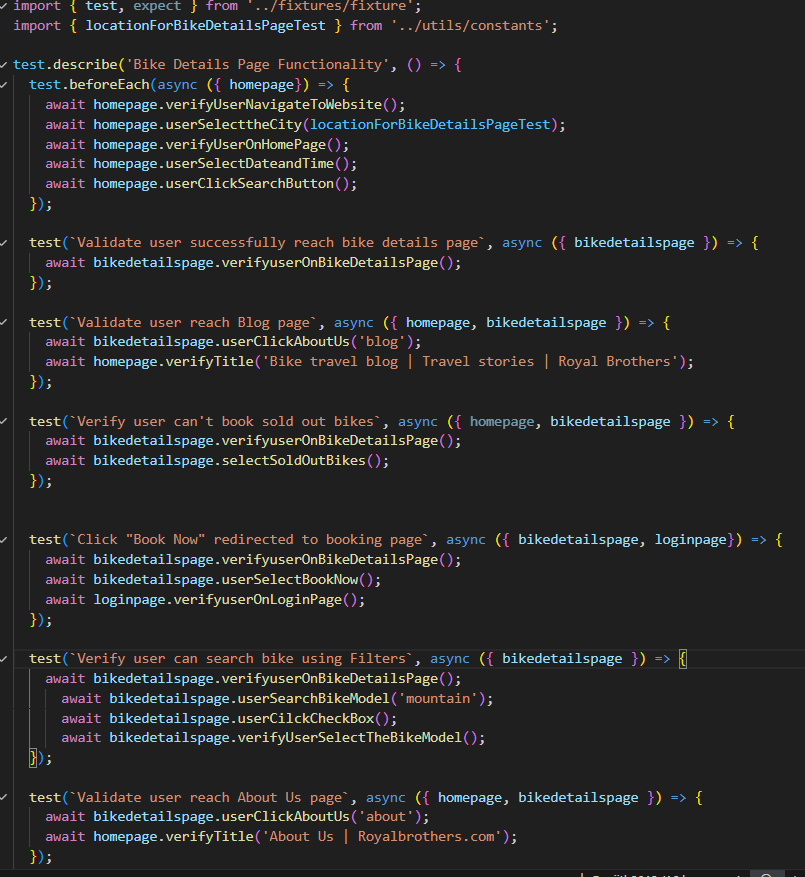 import { test, expect } from '../fixtures/fixture';
import { locationForBikeDetailsPageTest } from '../utils/constants';

test.describe('Bike Details Page Functionality', () => {
  test.beforeEach(async ({ homepage}) => {
    await homepage.verifyUserNavigateToWebsite();
    await homepage.userSelecttheCity(locationForBikeDetailsPageTest);
    await homepage.verifyUserOnHomePage();
    await homepage.userSelectDateandTime();
    await homepage.userClickSearchButton();
  });

  test(`Validate user successfully reach bike details page`, async ({ bikedetailspage }) => {
    await bikedetailspage.verifyuserOnBikeDetailsPage();
  });

  test(`Validate user reach Blog page`, async ({ homepage, bikedetailspage }) => {
    await bikedetailspage.userClickAboutUs('blog');
    await homepage.verifyTitle('Bike travel blog | Travel stories | Royal Brothers');
  });

  test(`Verify user can't book sold out bikes`, async ({ homepage, bikedetailspage }) => {
    await bikedetailspage.verifyuserOnBikeDetailsPage();
    await bikedetailspage.selectSoldOutBikes();
  });


  test(`Click "Book Now" redirected to booking page`, async ({ bikedetailspage, loginpage}) => {
    await bikedetailspage.verifyuserOnBikeDetailsPage();
    await bikedetailspage.userSelectBookNow();
    await loginpage.verifyuserOnLoginPage();
  });

  test(`Verify user can search bike using Filters`, async ({ bikedetailspage }) => {
    await bikedetailspage.verifyuserOnBikeDetailsPage();
      await bikedetailspage.userSearchBikeModel('mountain');
      await bikedetailspage.userCilckCheckBox();
      await bikedetailspage.verifyUserSelectTheBikeModel();
  });

  test(`Validate user reach About Us page`, async ({ homepage, bikedetailspage }) => {
    await bikedetailspage.userClickAboutUs('about');
    await homepage.verifyTitle('About Us | Royalbrothers.com');
  });